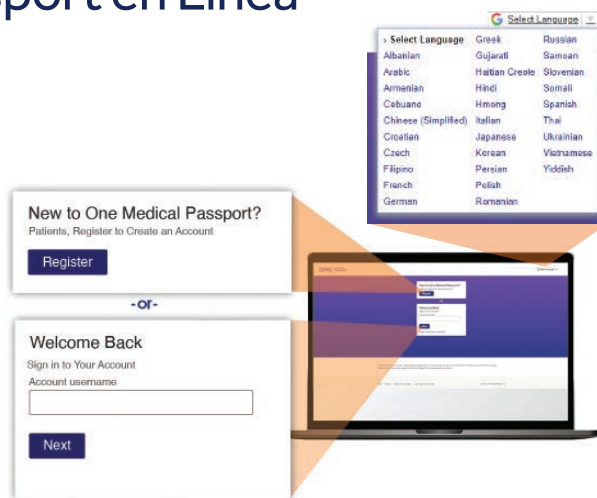 sport en Línea
G Select Language
› Select Language
Albanian
Arabic
Armenian
Cebuano
Chinese (Simplified)
Croatian
Czech
Filipino
French
German
Greek
Gujarati
Haitian Creole
Hindi
Hmong
Italian
Japanese
Korean
Persian
Polish
Romanian
Russian
Samoan
Slovenian
Somali
Spanish
Thai
Ukrainian
Vietnamese
Yiddish
New to One Medical Passport?
Patients, Register to Create an Account
Register
-or-
Welcome Back
Sign in to Your Account
Account username
Next